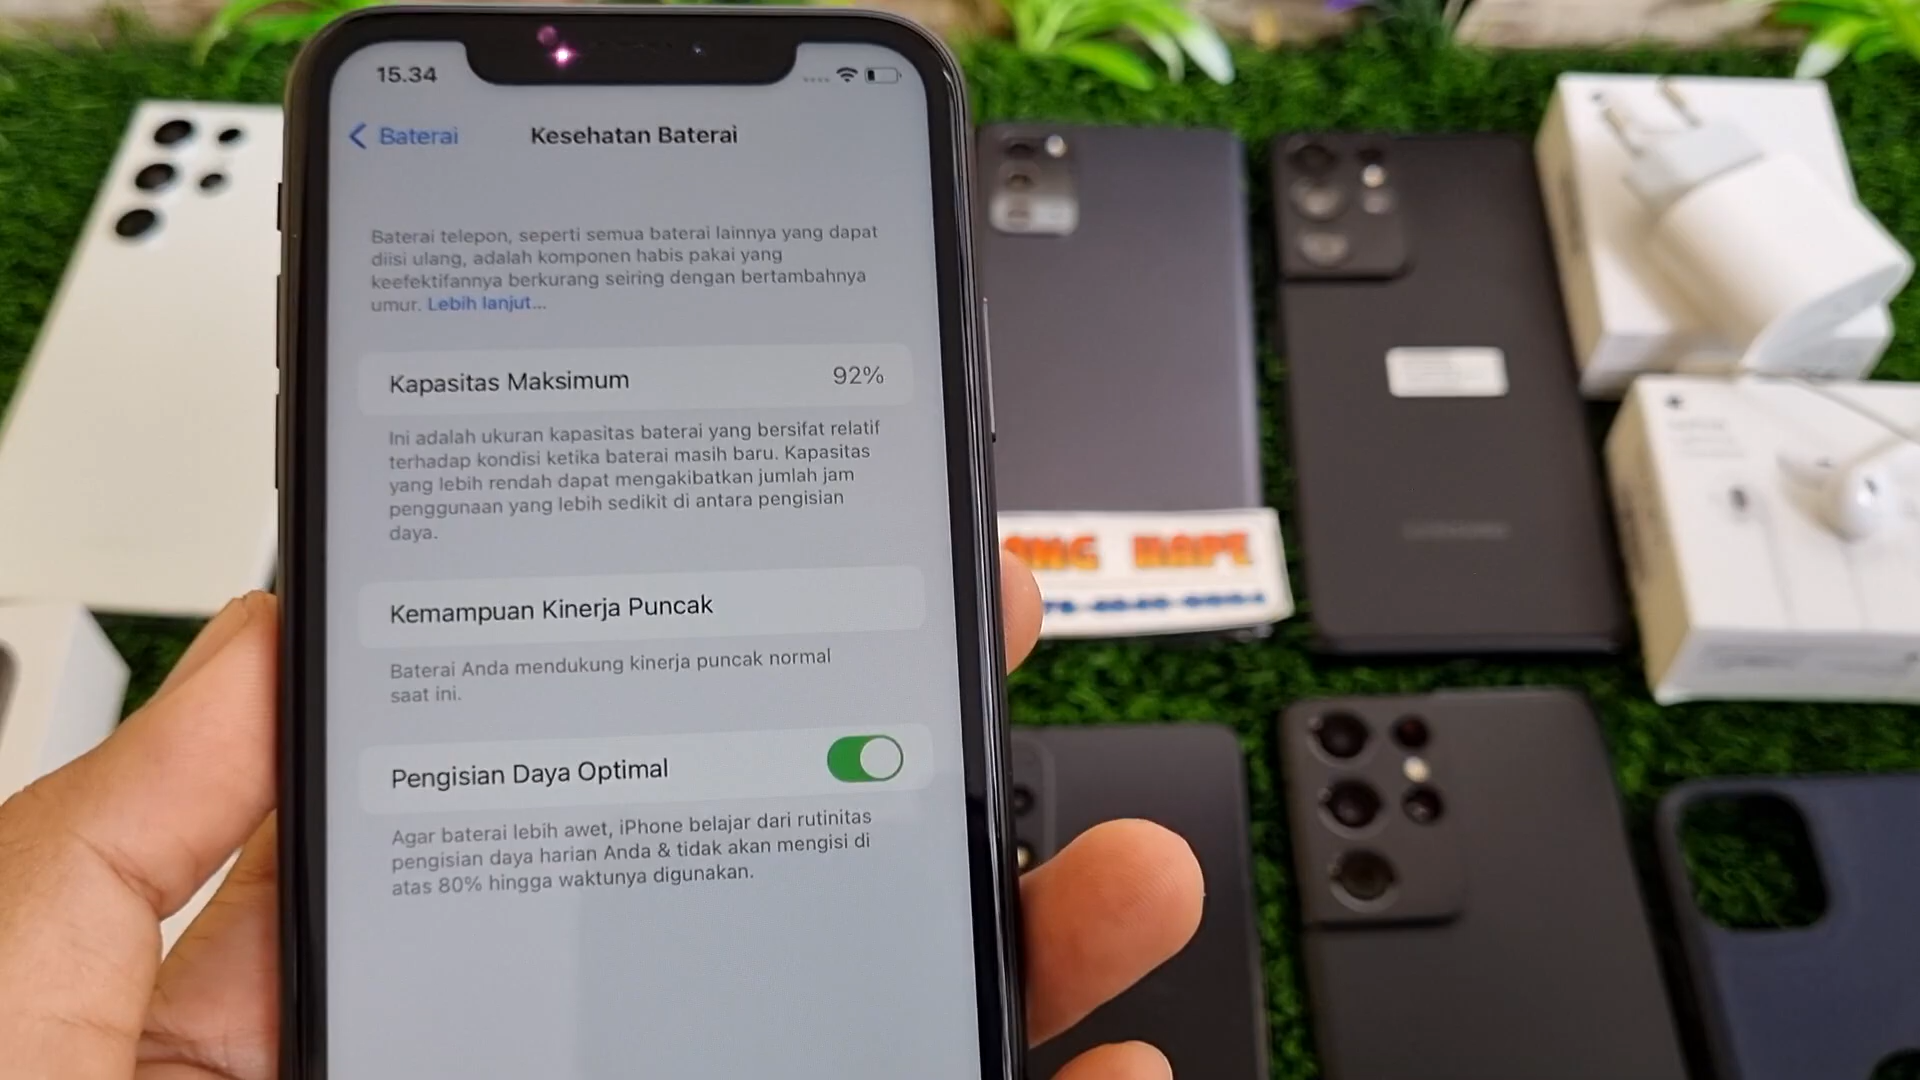 15.34
Baterai
Kesehatan Baterai
Baterai telepon, seperti semua baterai lainnya yang dapat
diisi ulang, adalah komponen habis pakai yang
keefektifannya berkurang seiring dengan bertambahnya
umur. Lebih lanjut...
Kapasitas Maksimum 92%
Ini adalah ukuran kapasitas baterai yang bersifat relatif
terhadap kondisi ketika baterai masih baru. Kapasitas
yang lebih rendah dapat mengakibatkan jumlah jam
penggunaan yang lebih sedikit di antara pengisian
daya.
Kemampuan Kinerja Puncak
Baterai Anda mendukung kinerja puncak normal
saat ini.
Pengisian Daya Optimal
Agar baterai lebih awet, iPhone belajar dari rutinitas
pengisian daya harian Anda & tidak akan mengisi di
atas 80% hingga waktunya digunakan.
HAPE